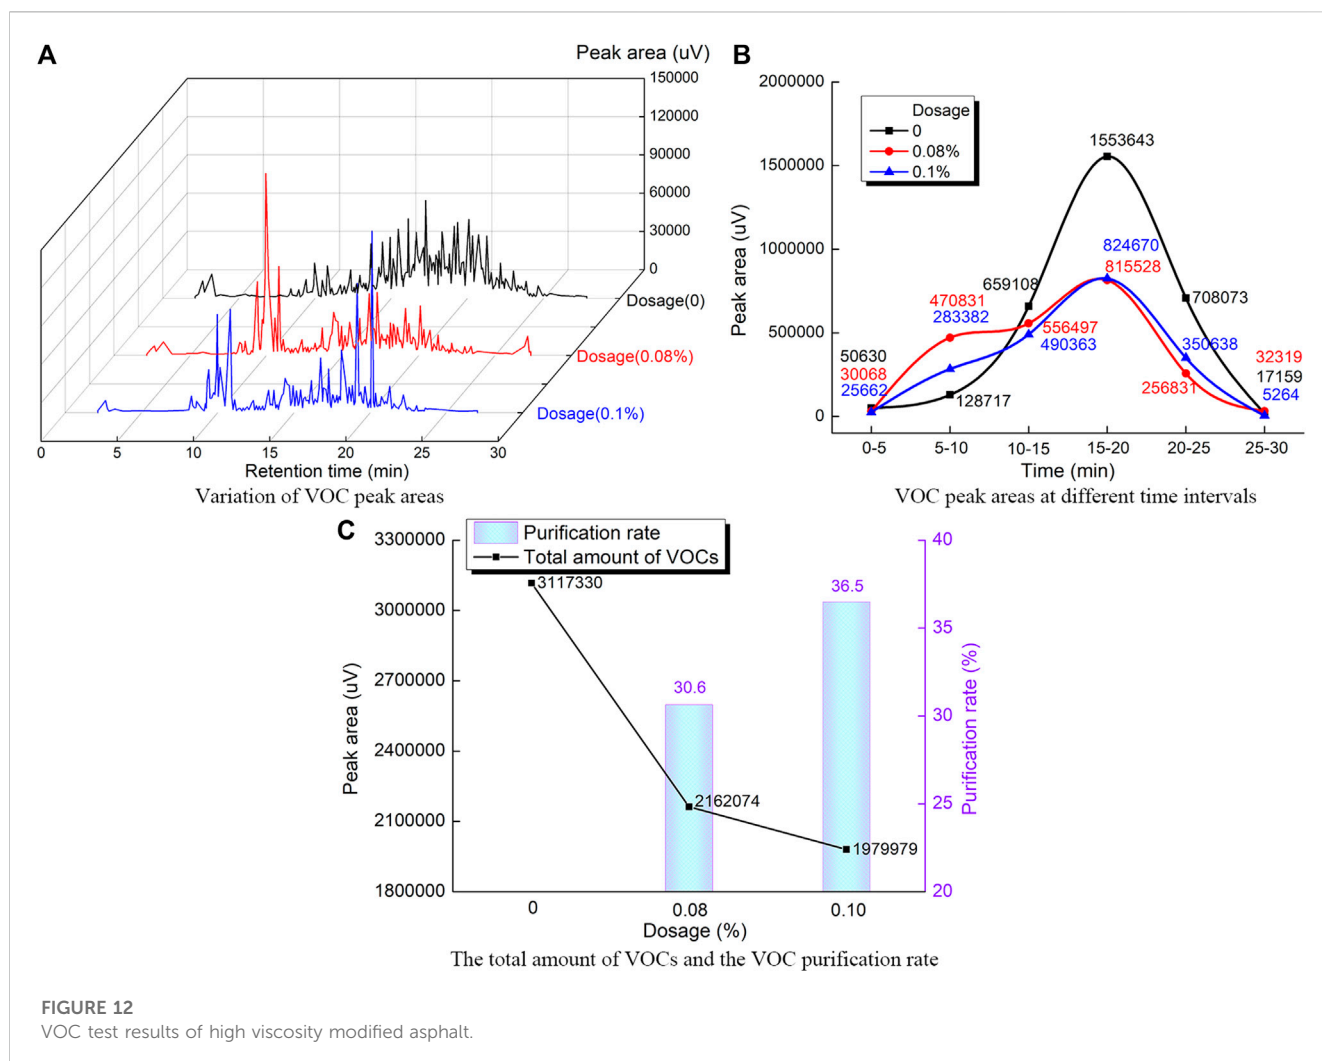 A
Peak area (uV)
150000
120000
90000
60000
30000
0
Dosage(0)
Dosage(0.08%)
Dosage(0.1%)
0 5 10 15 20 25 30
Retention time (min)
Variation of VOC peak areas
B
2000000
1500000
1000000
500000
0
Peak area (uV)
Dosage
0
0.08%
0.1%
1553643
824670
815528
659108
708073
470831
283382
556497
490363
350638
256831
50630
30068
25662
128717
32319
17159
5264
0-5 5-10 10-15 15-20 20-25 25-30
Time (min)
VOC peak areas at different time intervals
C
3300000
3000000
2700000
2400000
2100000
1800000
Peak area (uV)
Purification rate
Total amount of VOCs
3117330
2162074
1979979
30.6
36.5
40
35
30
25
20
Purification rate (%)
0 0.08 0.10
Dosage (%)
The total amount of VOCs and the VOC purification rate
FIGURE 12
VOC test results of high viscosity modified asphalt.